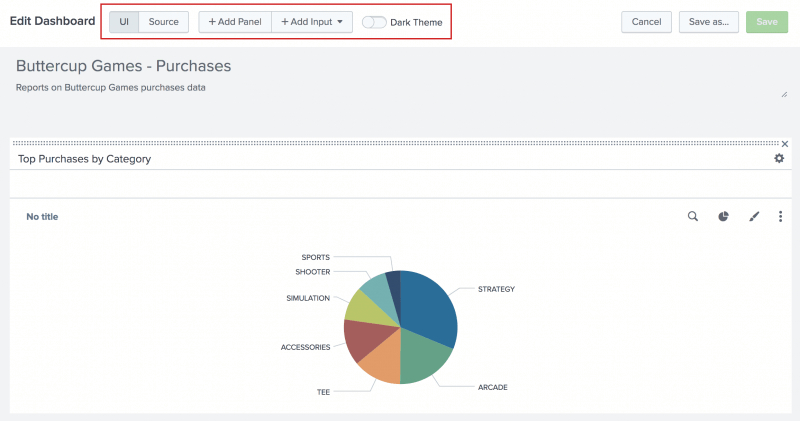 Edit Dashboard UI Source + Add Panel + Add Input Dark Theme Cancel Save as... Save
Buttercup Games - Purchases
Reports on Buttercup Games purchases data
Top Purchases by Category
No title
SPORTS
SHOOTER
STRATEGY
SIMULATION
ACCESSORIES
ARCADE
TEE